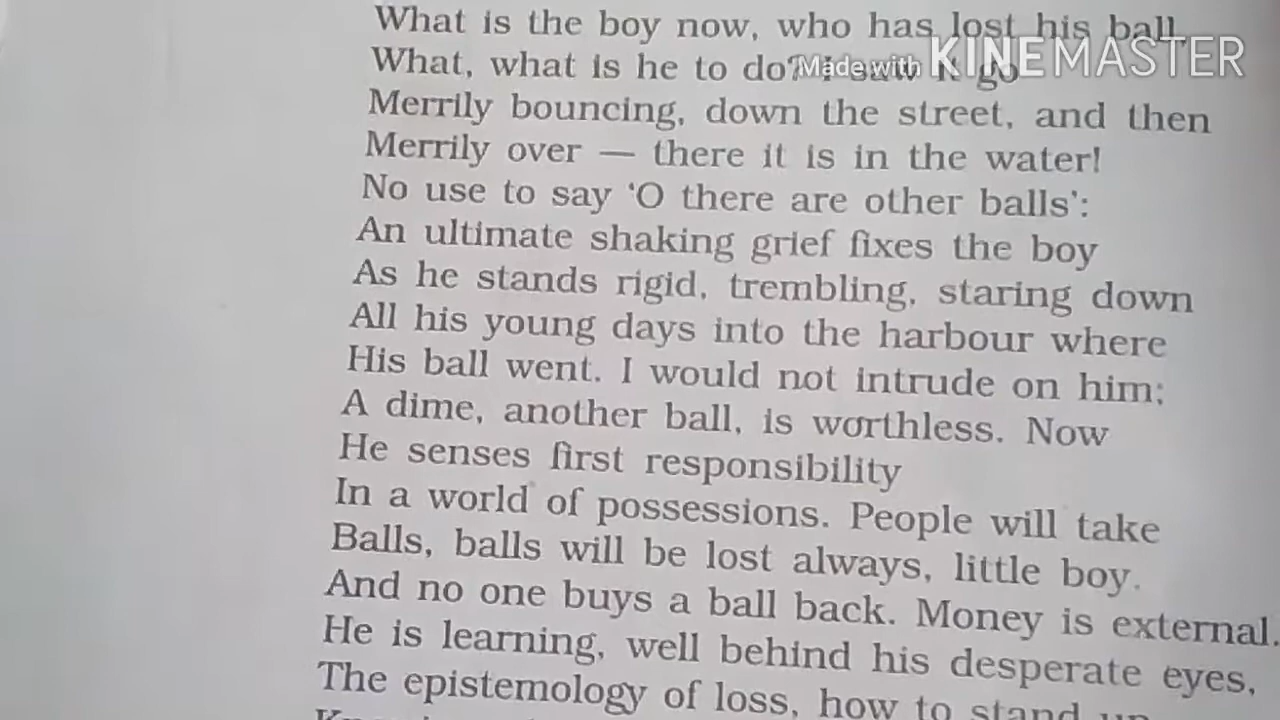 What is the boy now, who has lost his ball,
What, what is he to do? I saw it go
Made with KINEMASTER
Merrily bouncing, down the street, and then
Merrily over — there it is in the water!
No use to say ‘O there are other balls’:
An ultimate shaking grief fixes the boy
As he stands rigid, trembling, staring down
All his young days into the harbour where
His ball went. I would not intrude on him;
A dime, another ball, is worthless. Now
He senses first responsibility
In a world of possessions. People will take
Balls, balls will be lost always, little boy.
And no one buys a ball back. Money is external.
He is learning, well behind his desperate eyes,
The epistemology of loss, how to stand up